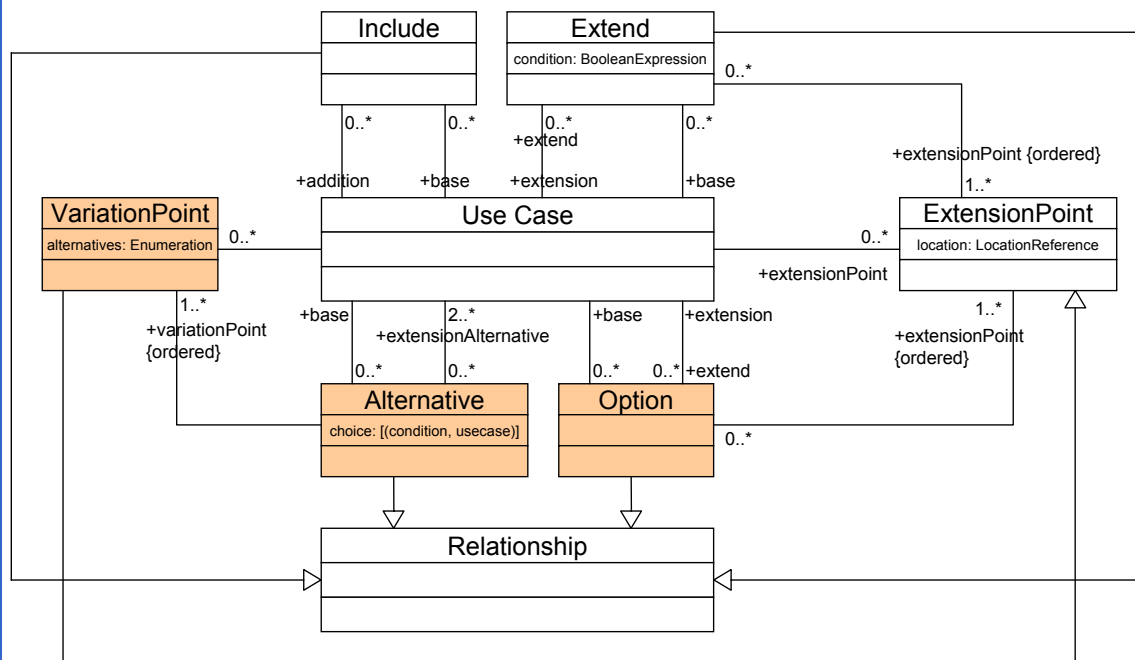 Include
Extend
condition: BooleanExpression
0..*
0..*
0..*
0..*
0..*
+extend
+extensionPoint {ordered}
+addition
+base
+extension
+base
1..*
VariationPoint
Use Case
ExtensionPoint
alternatives: Enumeration
0..*
0..*
location: LocationReference
+extensionPoint
1..*
+base
2..*
+base
+extension
1..*
+variationPoint
{ordered}
+extensionAlternative
+extensionPoint
{ordered}
0..*
0..*
0..*
0..*
+extend
Alternative
Option
choice: [(condition, usecase)]
0..*
Relationship